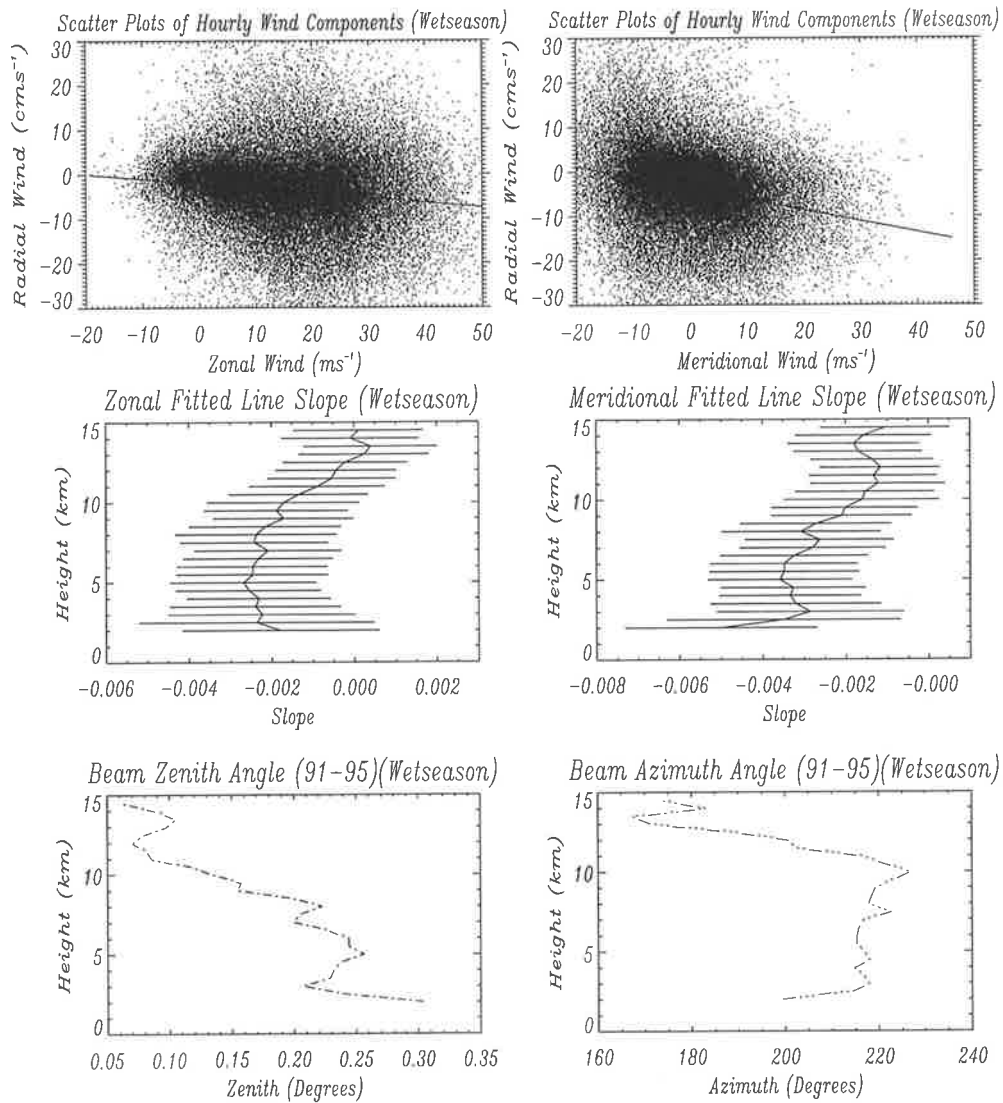 Scatter Plots of Hourly Wind Components (Wetseason)
Radial Wind (cms⁻¹)
30
20
10
0
-10
-20
-30
-20 -10 0 10 20 30 40 50
Zonal Wind (ms⁻¹)
Scatter Plots of Hourly Wind Components (Wetseason)
Radial Wind (cms⁻¹)
30
20
10
0
-10
-20
-30
-20 -10 0 10 20 30 40 50
Meridional Wind (ms⁻¹)
Zonal Fitted Line Slope (Wetseason)
Height (km)
15
10
5
0
-0.006 -0.004 -0.002 0.000 0.002
Slope
Meridional Fitted Line Slope (Wetseason)
Height (km)
15
10
5
0
-0.008 -0.006 -0.004 -0.002 -0.000
Slope
Beam Zenith Angle (91-95)(Wetseason)
Height (km)
15
10
5
0
0.05 0.10 0.15 0.20 0.25 0.30 0.35
Zenith (Degrees)
Beam Azimuth Angle (91-95)(Wetseason)
Height (km)
15
10
5
0
160 180 200 220 240
Azimuth (Degrees)